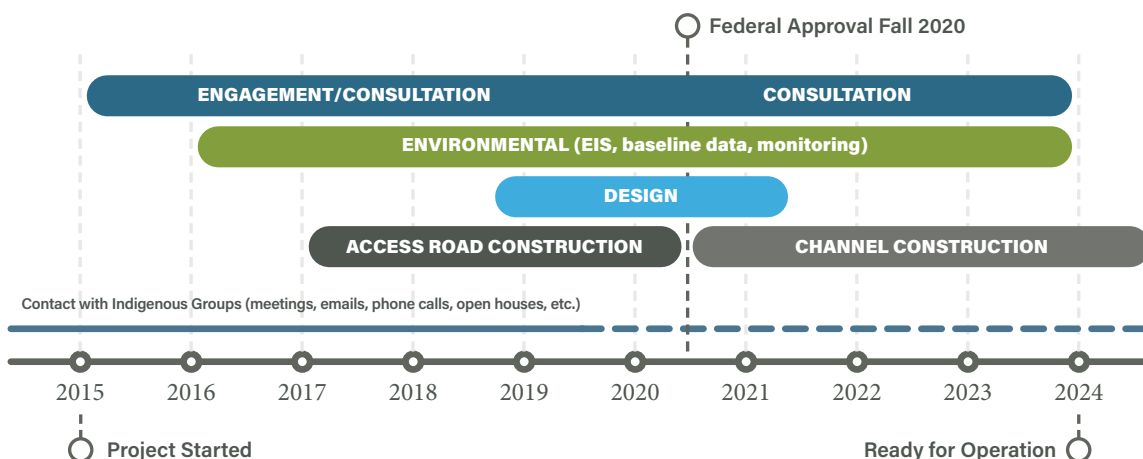 Federal Approval Fall 2020
ENGAGEMENT/CONSULTATION CONSULTATION
ENVIRONMENTAL (EIS, baseline data, monitoring)
DESIGN
ACCESS ROAD CONSTRUCTION CHANNEL CONSTRUCTION
Contact with Indigenous Groups (meetings, emails, phone calls, open houses, etc.)
2015 2016 2017 2018 2019 2020 2021 2022 2023 2024
Project Started Ready for Operation